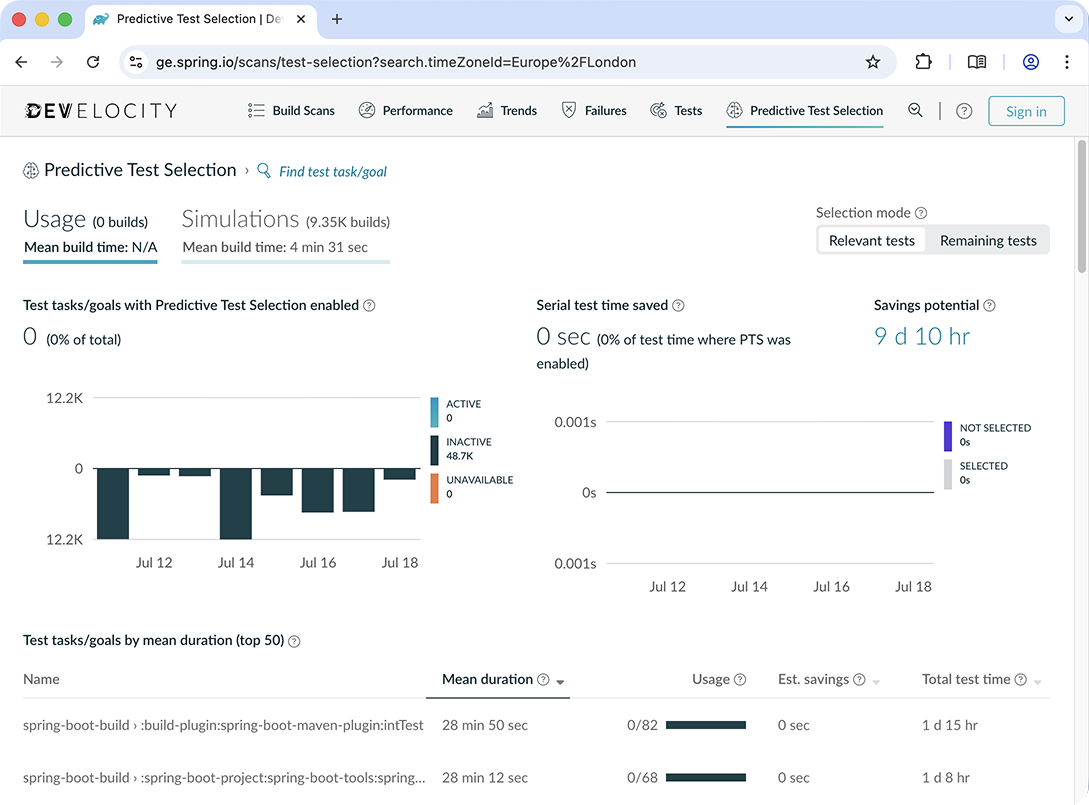 Predictive Test Selection | De
ge.spring.io/scans/test-selection?search.timeZoneId=Europe%2FLondon
DEVELOCITY
Build Scans
Performance
Trends
Failures
Tests
Predictive Test Selection
Sign in
Predictive Test Selection › Find test task/goal
Usage (0 builds)
Mean build time: N/A
Simulations (9.35K builds)
Mean build time: 4 min 31 sec
Selection mode
Relevant tests
Remaining tests
Test tasks/goals with Predictive Test Selection enabled
0 (0% of total)
12.2K
0
12.2K
Jul 12
Jul 14
Jul 16
Jul 18
ACTIVE
0
INACTIVE
48.7K
UNAVAILABLE
0
Serial test time saved
0 sec (0% of test time where PTS was
enabled)
0.001s
0s
0.001s
Jul 12
Jul 14
Jul 16
Jul 18
NOT SELECTED
0s
SELECTED
0s
Savings potential
9 d 10 hr
Test tasks/goals by mean duration (top 50)
Name Mean duration Usage Est. savings Total test time
spring-boot-build › :build-plugin:spring-boot-maven-plugin:intTest 28 min 50 sec 0/82 0 sec 1 d 15 hr
spring-boot-build › :spring-boot-project:spring-boot-tools:spring... 28 min 12 sec 0/68 0 sec 1 d 8 hr